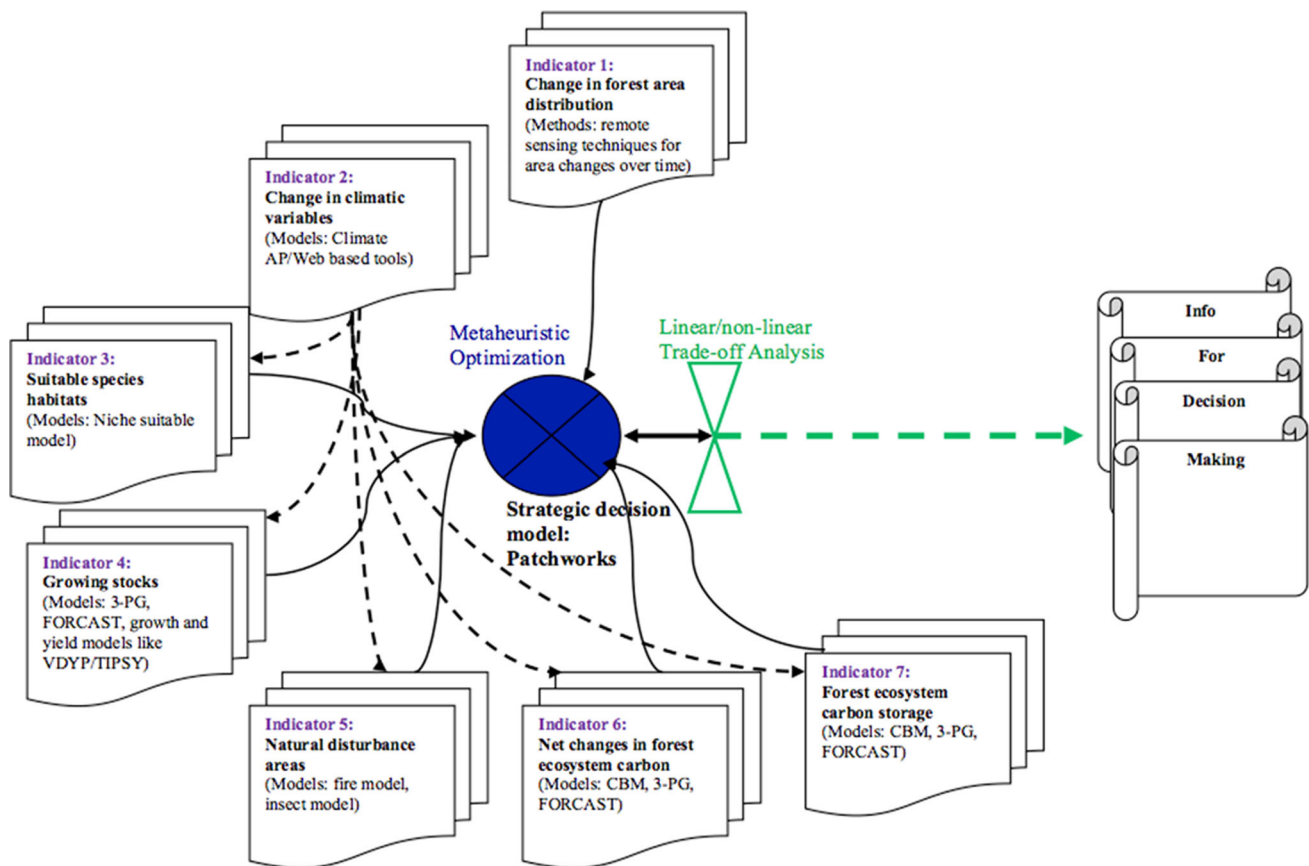 Indicator 1:
Change in forest area
distribution
(Methods: remote
sensing techniques for
area changes over time)
Indicator 2:
Change in climatic
variables
(Models: Climate
AP/Web based tools)
Indicator 3:
Suitable species
habitats
(Models: Niche suitable
model)
Metaheuristic
Optimization
Linear/non-linear
Trade-off Analysis
Info
For
Decision
Making
Strategic decision
model:
Patchworks
Indicator 4:
Growing stocks
(Models: 3-PG,
FORCAST, growth and
yield models like
VDYP/TIPSY)
Indicator 5:
Natural disturbance
areas
(Models: fire model,
insect model)
Indicator 6:
Net changes in forest
ecosystem carbon
(Models: CBM, 3-PG,
FORCAST)
Indicator 7:
Forest ecosystem
carbon storage
(Models: CBM, 3-PG,
FORCAST)